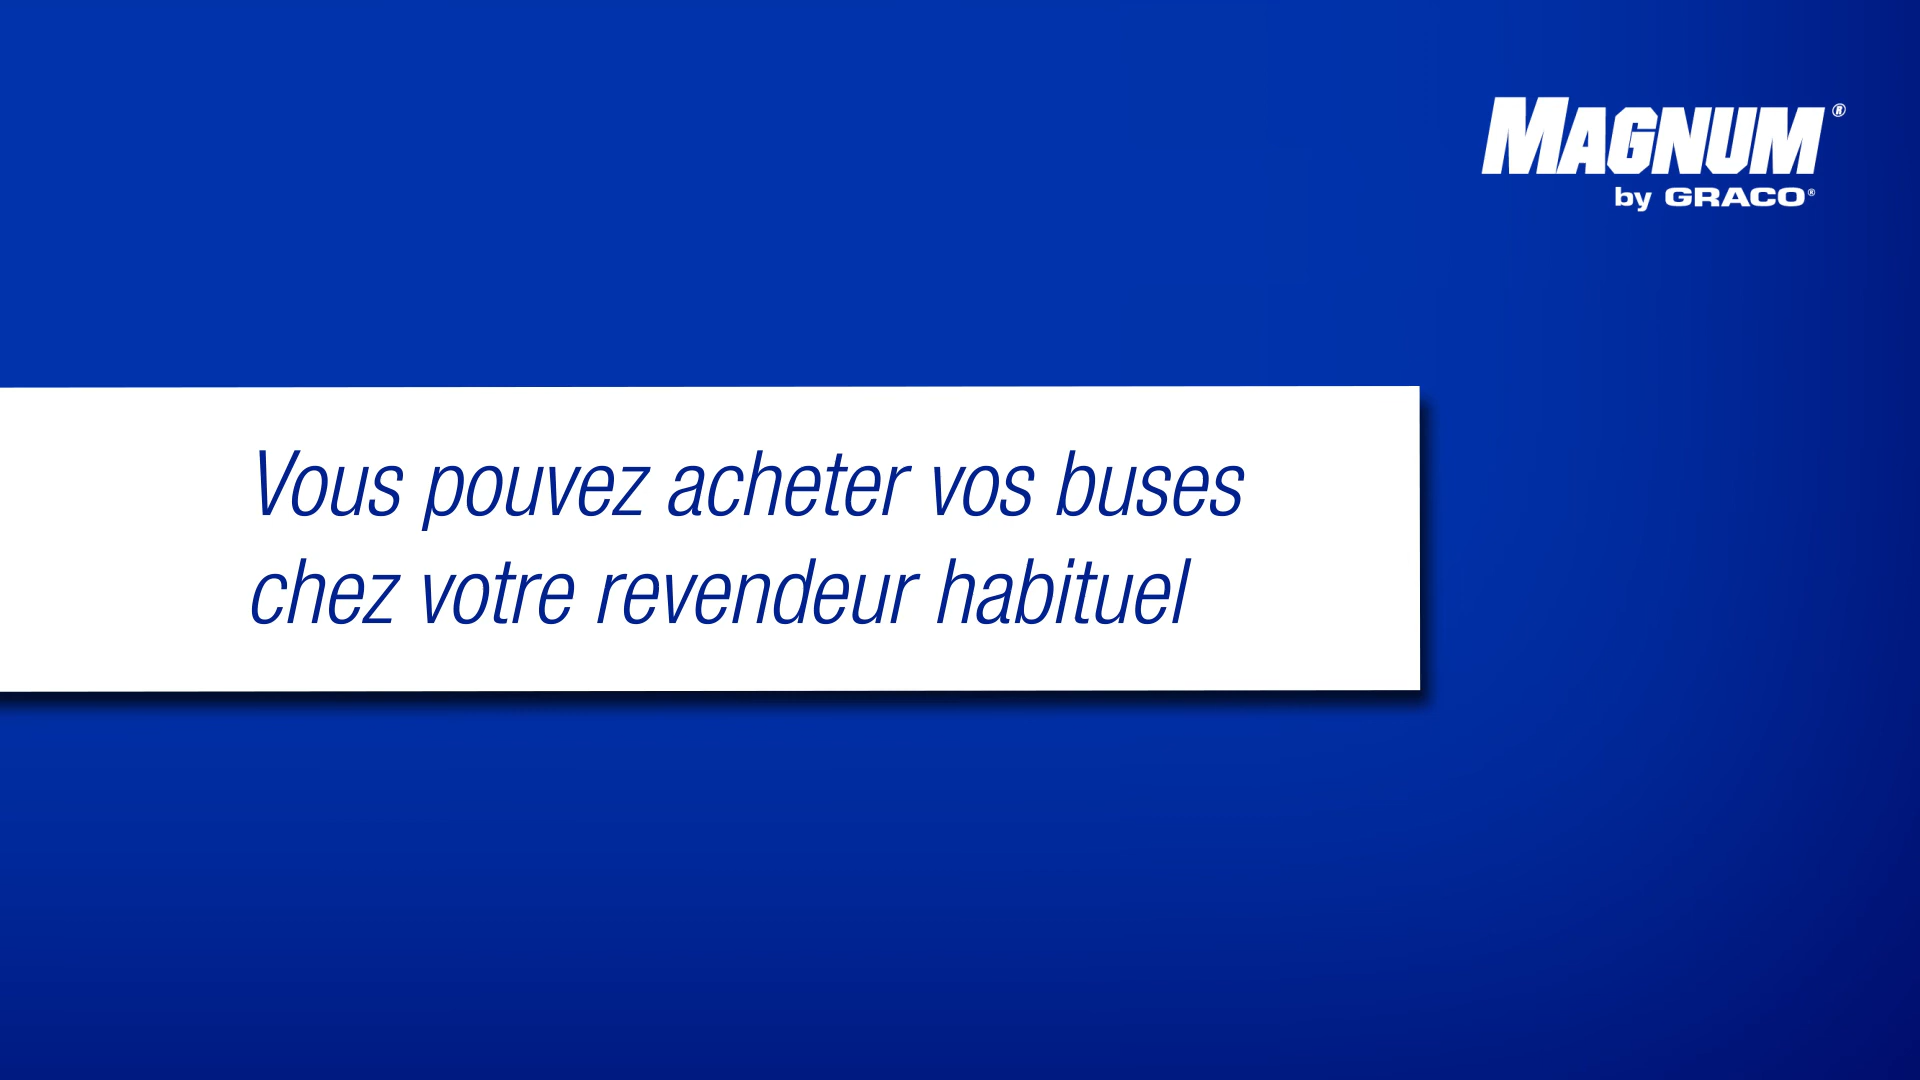 MAGNUM®
by GRACO®
Vous pouvez acheter vos buses
chez votre revendeur habituel